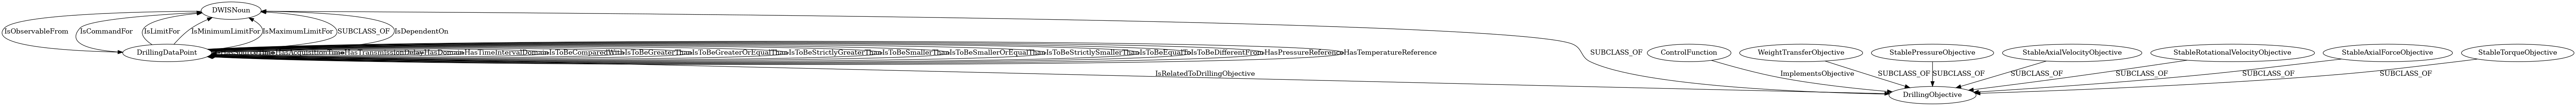 DWISNoun
IsObservableFrom
IsCommandFor
IsLimitFor
IsMinimumLimitFor
IsMaximumLimitFor
SUBCLASS_OF
IsDependentOn
DrillingDataPoint
HasAcquisitionTime
HasTransmissionDelay
HasDomain
HasTimeIntervalDomain
IsToBeComparedWith
IsToBeGreaterThan
IsToBeGreaterOrEqualThan
IsToBeStrictlyGreaterThan
IsToBeSmallerThan
IsToBeSmallerOrEqualThan
IsToBeStrictlySmallerThan
IsToBeEqualTo
IsToBeDifferentFrom
HasPressureReference
HasTemperatureReference
SUBCLASS_OF
ControlFunction
WeightTransferObjective
StablePressureObjective
StableAxialVelocityObjective
StableRotationalVelocityObjective
StableAxialForceObjective
StableTorqueObjective
IsRelatedToDrillingObjective
ImplementsObjective
SUBCLASS_OF
SUBCLASS_OF
SUBCLASS_OF
SUBCLASS_OF
SUBCLASS_OF
SUBCLASS_OF
DrillingObjective